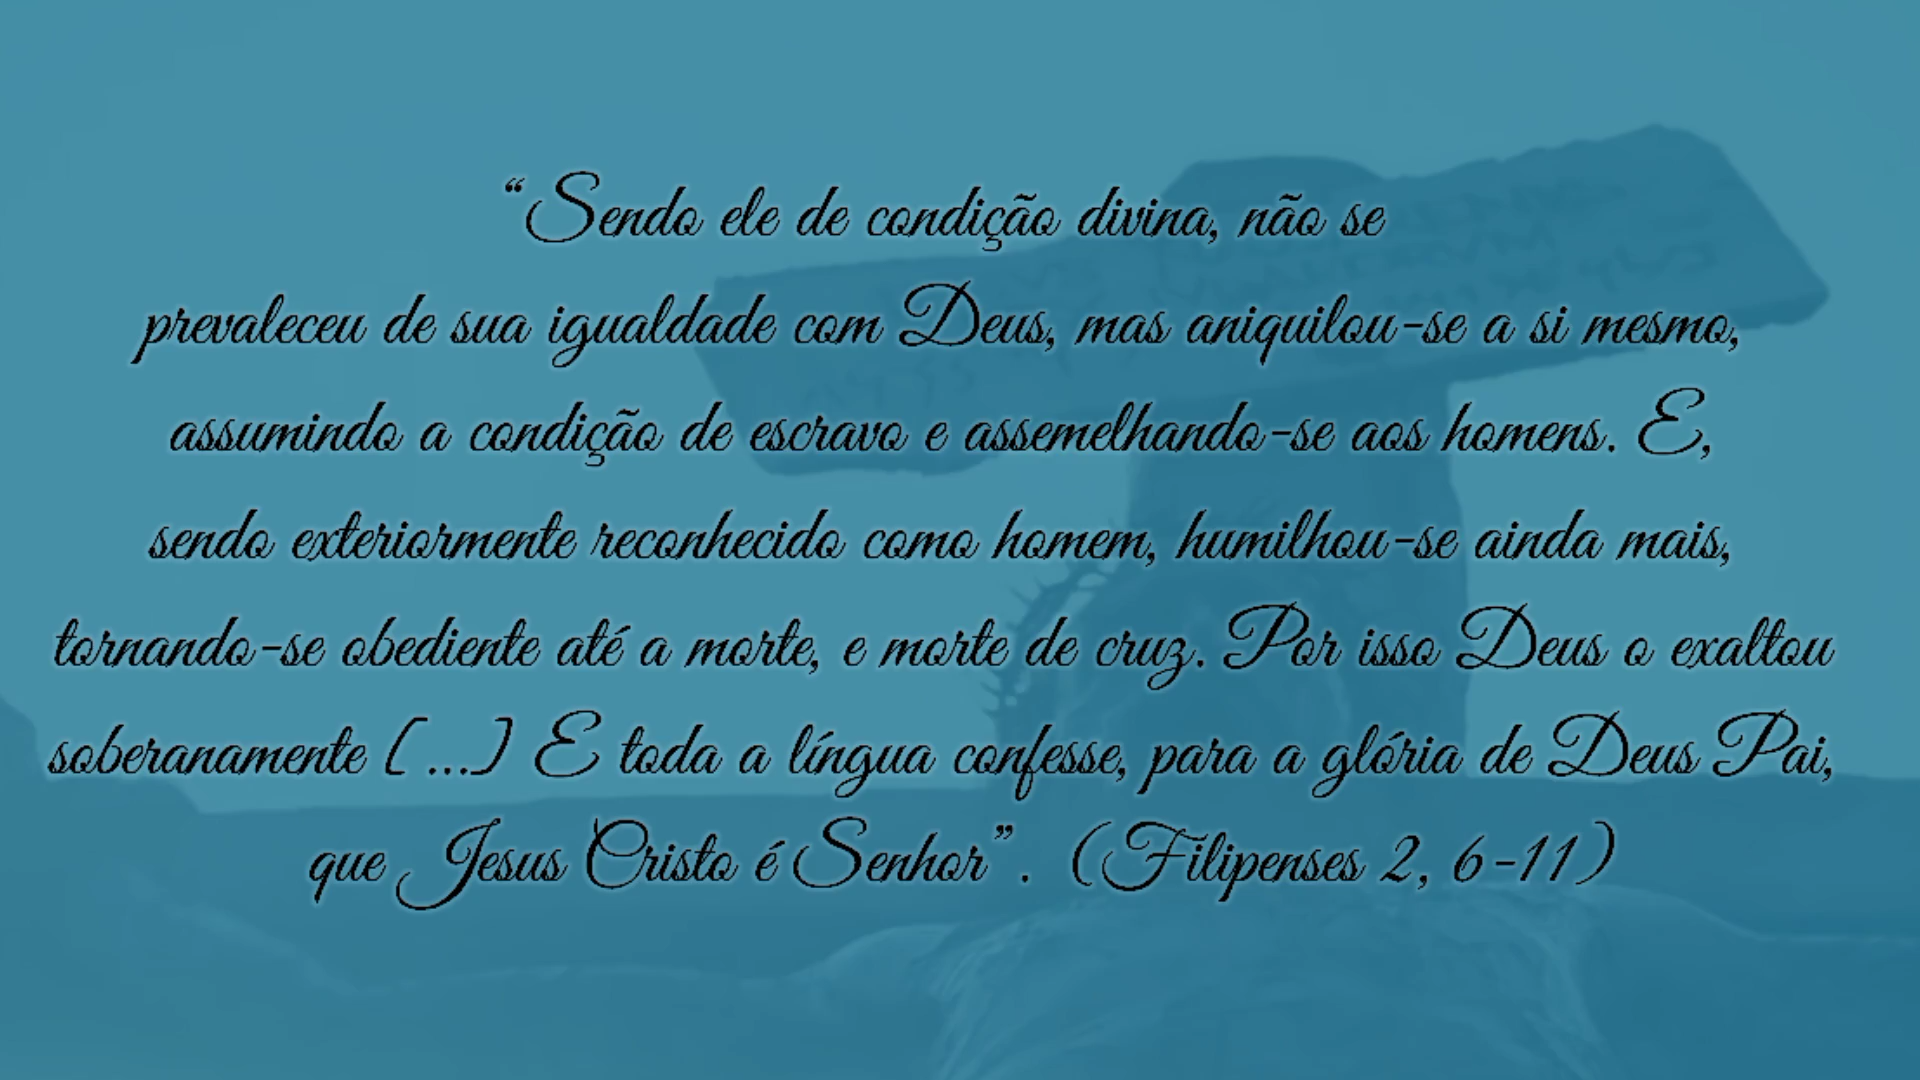 “Sendo ele de condição divina, não se
prevaleceu de sua igualdade com Deus, mas aniquilou-se a si mesmo,
assumindo a condição de escravo e assemelhando-se aos homens. E,
sendo exteriormente reconhecido como homem, humilhou-se ainda mais,
tornando-se obediente até a morte, e morte de cruz. Por isso Deus o exaltou
soberanamente [...] E toda a língua confesse, para a glória de Deus Pai,
que Jesus Cristo é Senhor”. (Filipenses 2, 6-11)